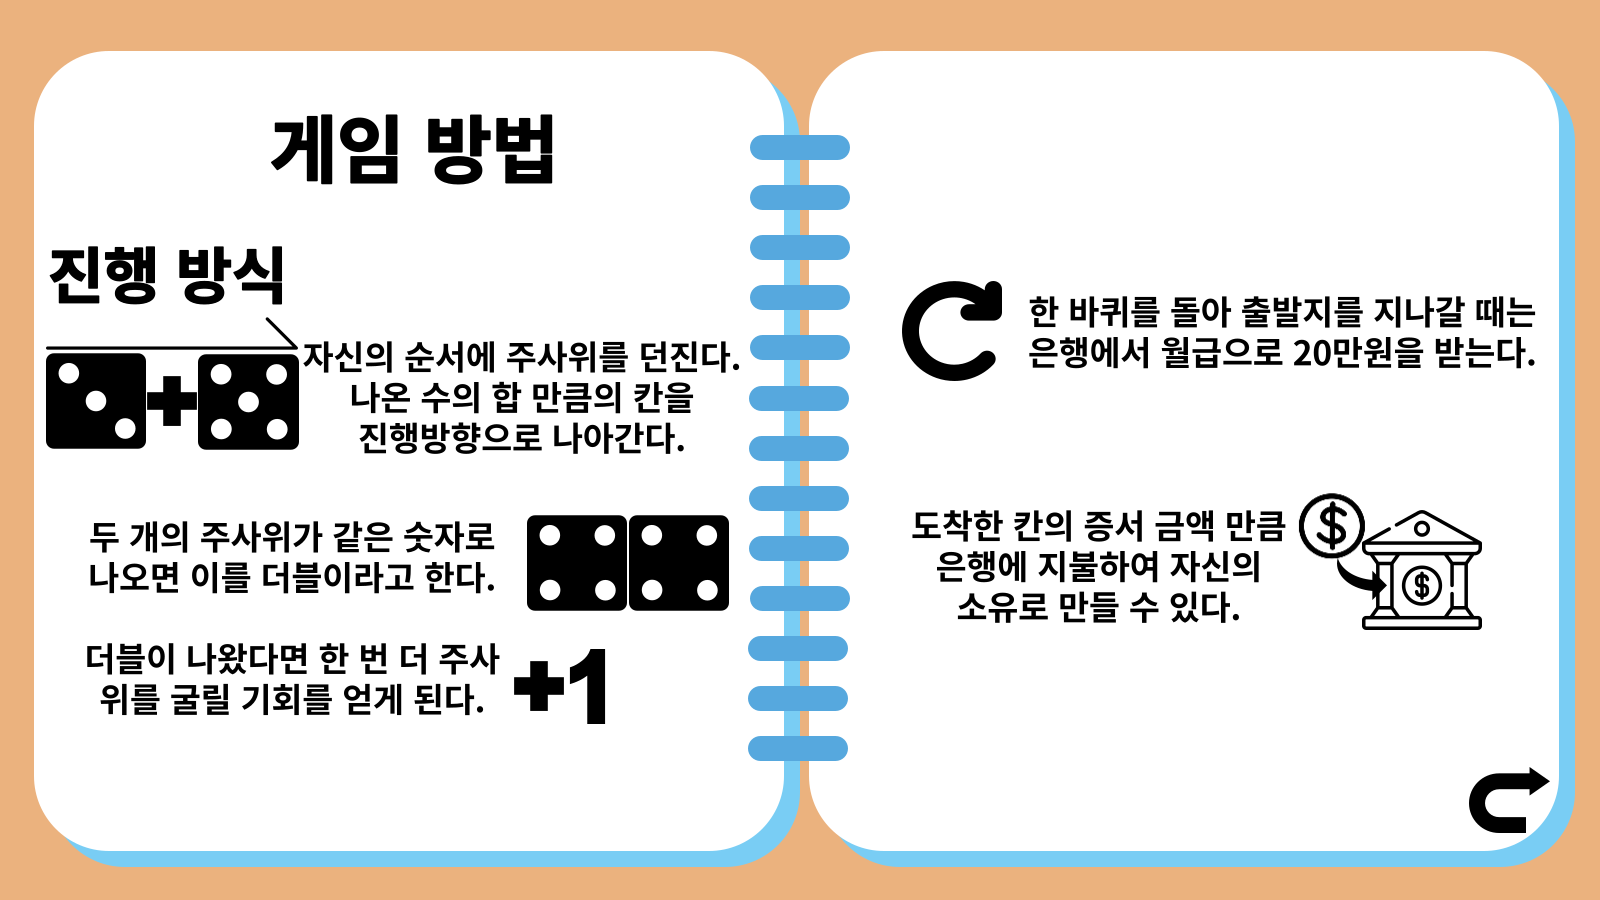 게임 방법
진행 방식
자신의 순서에 주사위를 던진다.
나온 수의 합 만큼의 칸을
진행방향으로 나아간다.
두 개의 주사위가 같은 숫자로
나오면 이를 더블이라고 한다.
더블이 나왔다면 한 번 더 주사
위를 굴릴 기회를 얻게 된다.
+1
한 바퀴를 돌아 출발지를 지나갈 때는
은행에서 월급으로 20만원을 받는다.
도착한 칸의 증서 금액 만큼
은행에 지불하여 자신의
소유로 만들 수 있다.
$
$